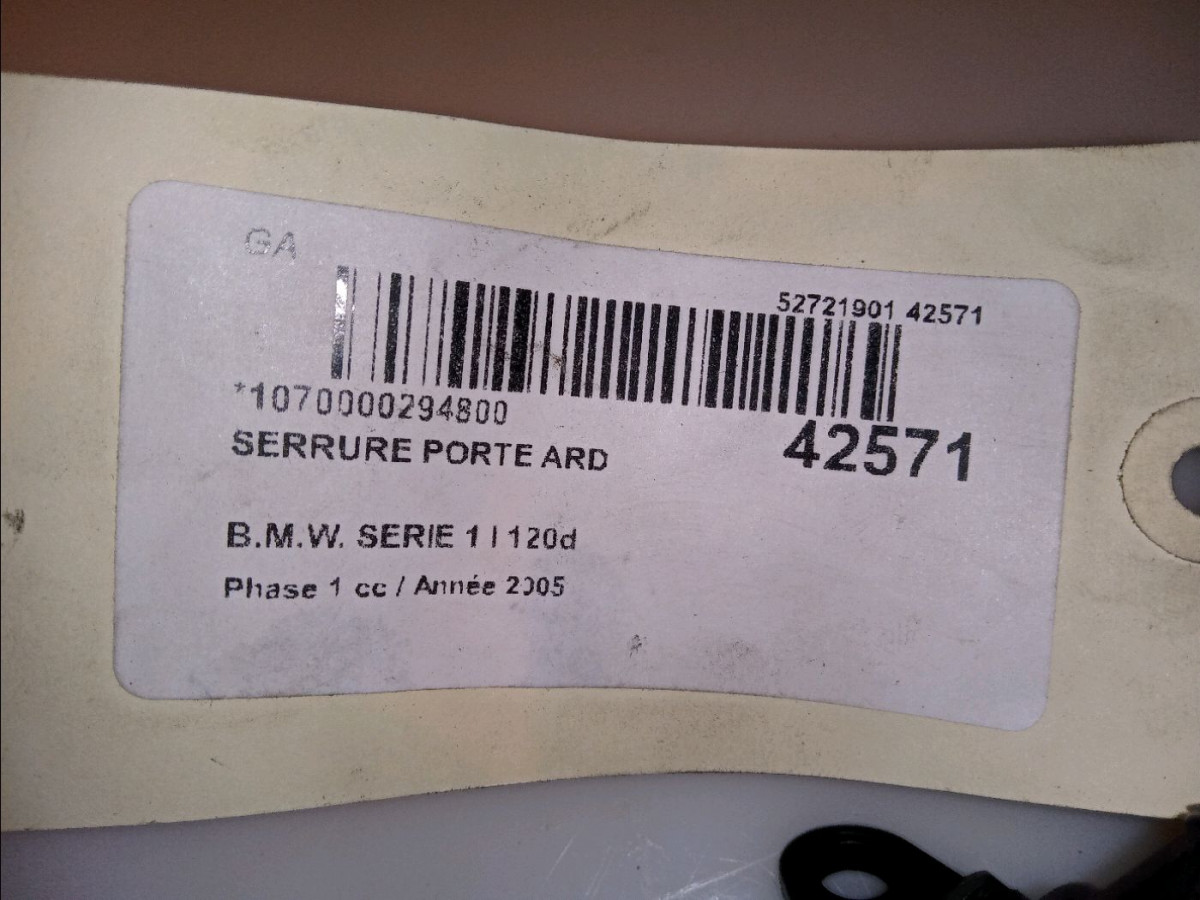 GA
52721901 42571
*1070000294800
42571
SERRURE PORTE ARD
B.M.W. SERIE 1 I 120d
Phase 1 cc / Année 2005